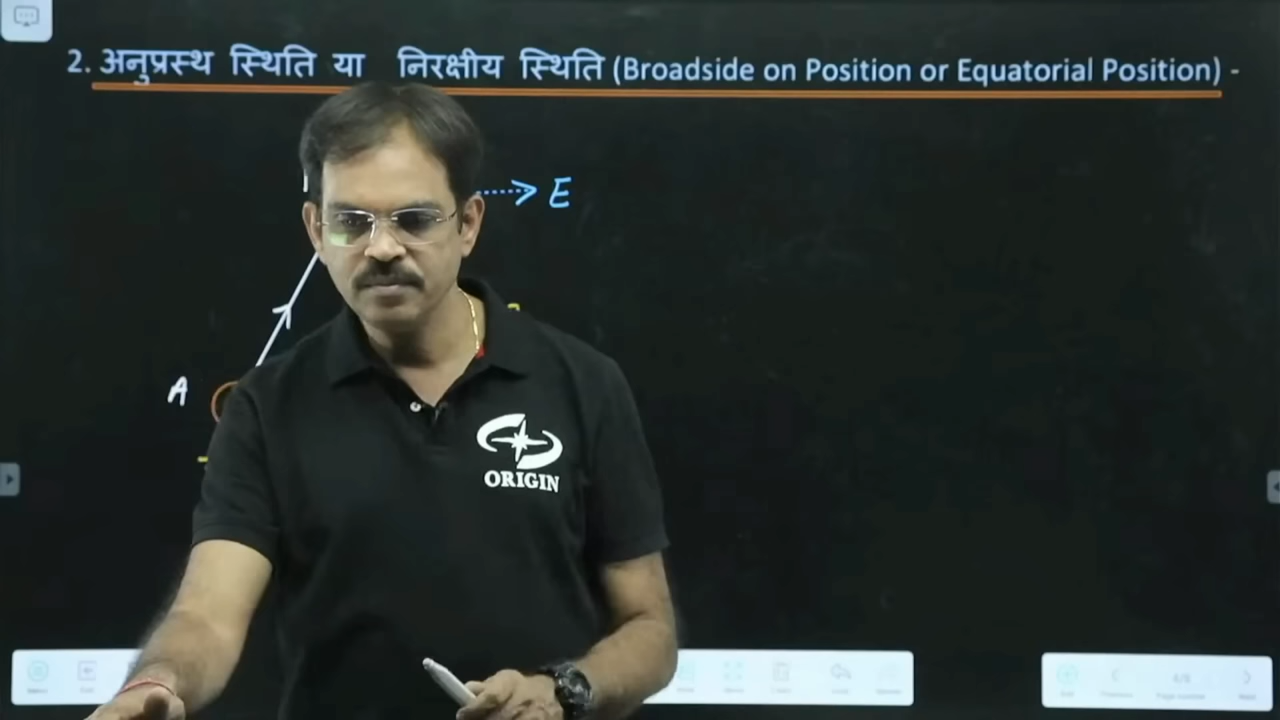 2. अनुप्रस्थ स्थिति या निरक्षीय स्थिति (Broadside on Position or Equatorial Position) -
E
A
ORIGIN